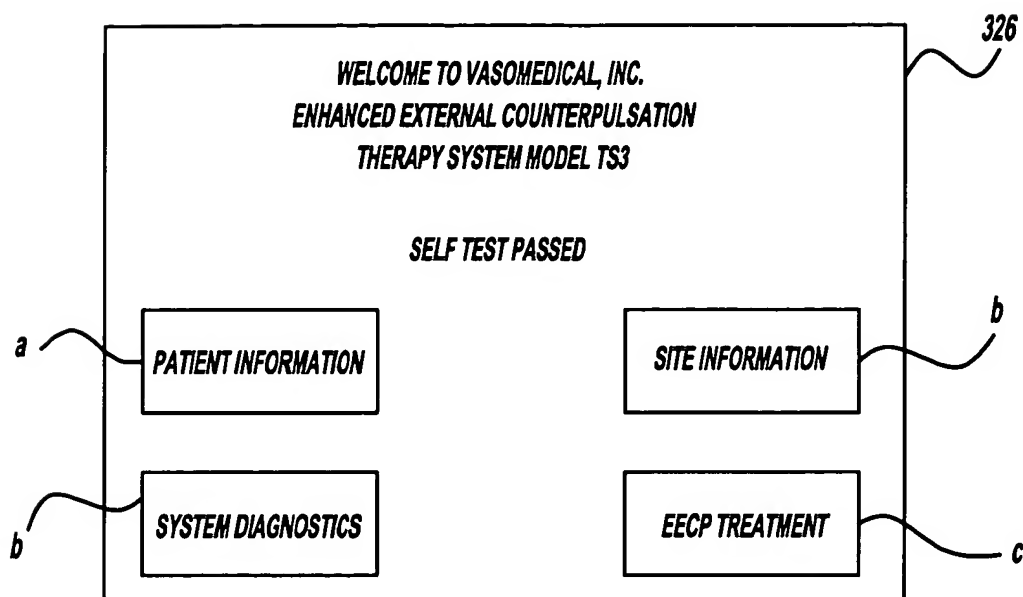 326
WELCOME TO VASOMEDICAL, INC.
ENHANCED EXTERNAL COUNTERPULSATION
THERAPY SYSTEM MODEL TS3
SELF TEST PASSED
a
PATIENT INFORMATION
SITE INFORMATION
b
b
SYSTEM DIAGNOSTICS
EECP TREATMENT
c